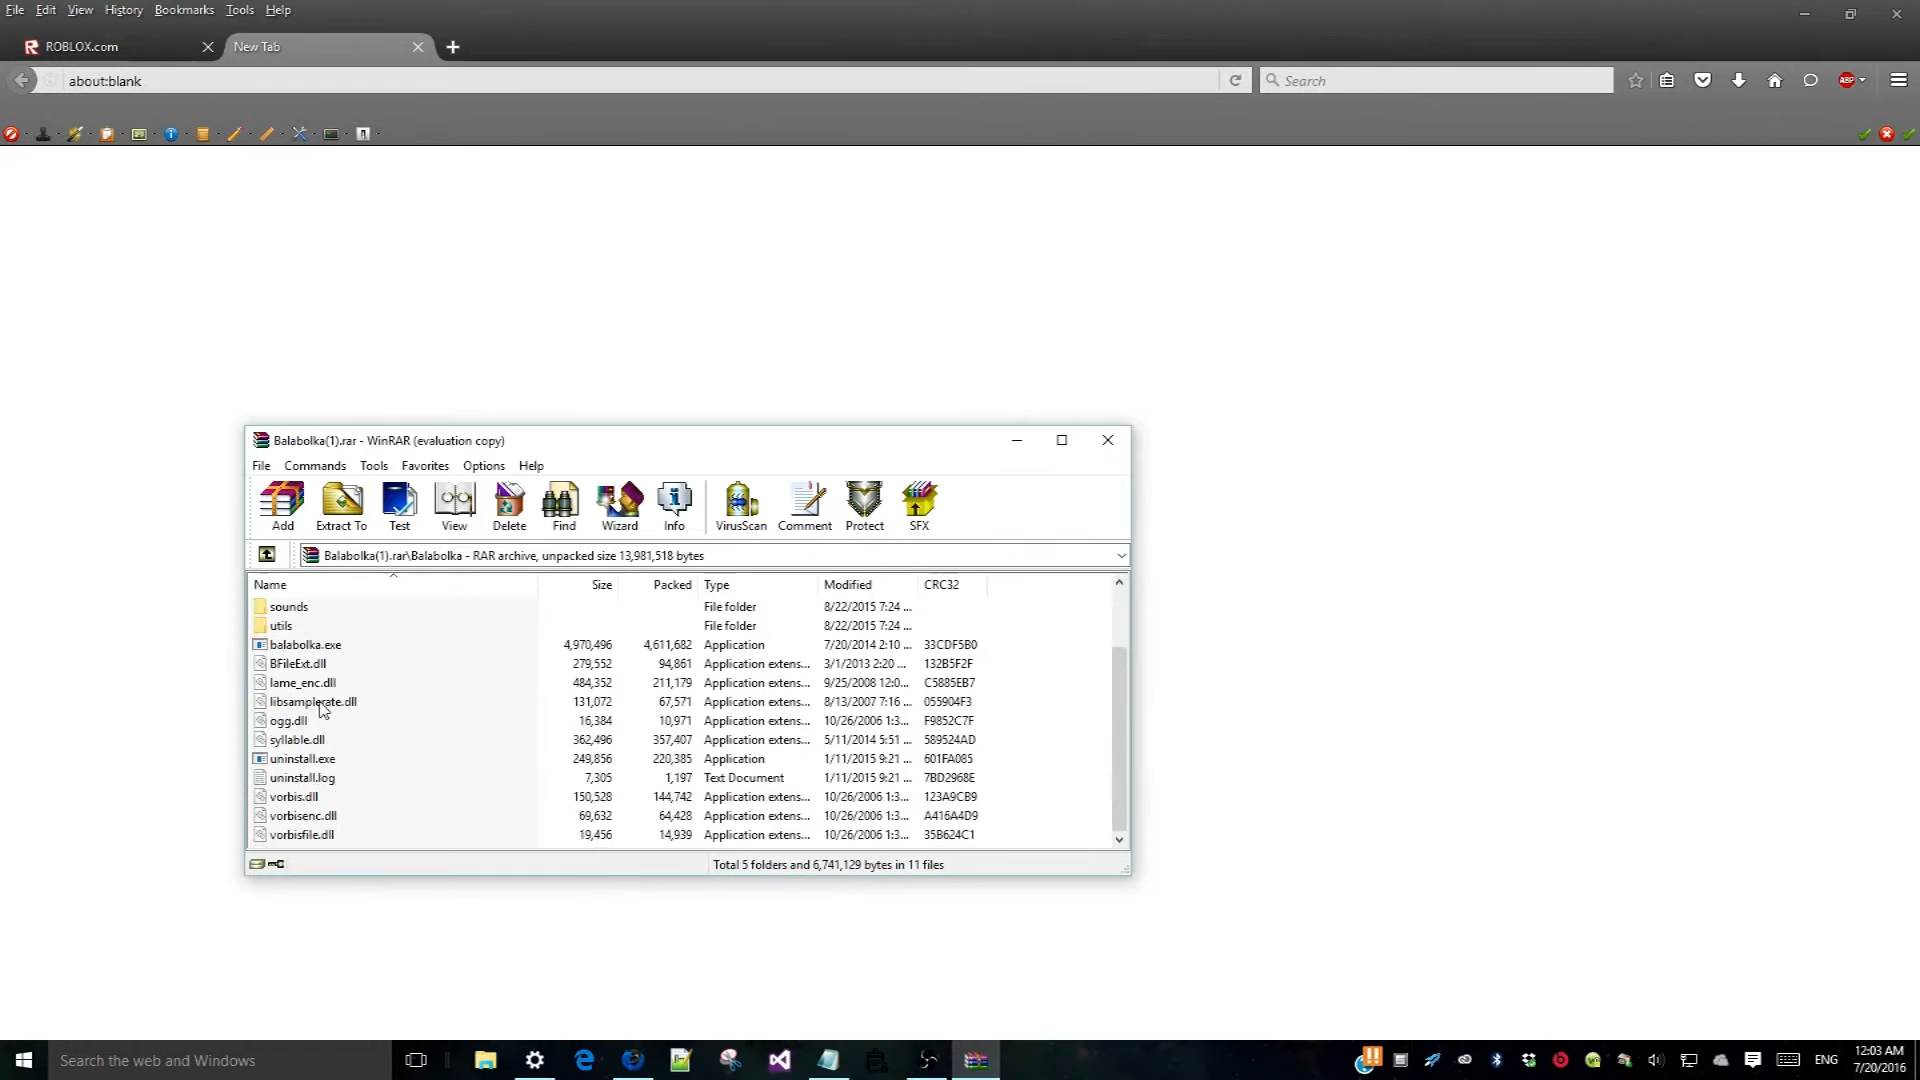 File Edit View History Bookmarks Tools Help
ROBLOX.com New Tab
about:blank Search
ABP
Balabolka(1).rar - WinRAR (evaluation copy)
File Commands Tools Favorites Options Help
Add Extract To Test View Delete Find Wizard Info VirusScan Comment Protect SFX
Balabolka(1).rar\Balabolka - RAR archive, unpacked size 13,981,518 bytes
Name Size Packed Type Modified CRC32
sounds File folder 8/22/2015 7:24 ...
utils File folder 8/22/2015 7:24 ...
balabolka.exe 4,970,496 4,611,682 Application 7/20/2014 2:10 ... 33CDF5B0
BFileExt.dll 279,552 94,861 Application extens... 3/1/2013 2:20 ... 132B5F2F
lame_enc.dll 484,352 211,179 Application extens... 9/25/2008 12:0... C5885EB7
libsamplerate.dll 131,072 67,571 Application extens... 8/13/2007 7:16 ... 055904F3
ogg.dll 16,384 10,971 Application extens... 10/26/2006 1:3... F9852C7F
syllable.dll 362,496 357,407 Application extens... 5/11/2014 5:51 ... 589524AD
uninstall.exe 249,856 220,385 Application 1/11/2015 9:21 ... 601FA085
uninstall.log 7,305 1,197 Text Document 1/11/2015 9:21 ... 7BD2968E
vorbis.dll 150,528 144,742 Application extens... 10/26/2006 1:3... 123A9CB9
vorbisenc.dll 69,632 64,428 Application extens... 10/26/2006 1:3... A416A4D9
vorbisfile.dll 19,456 14,939 Application extens... 10/26/2006 1:3... 35B624C1
Total 5 folders and 6,741,129 bytes in 11 files
Search the web and Windows ENG 12:03 AM
7/20/2016